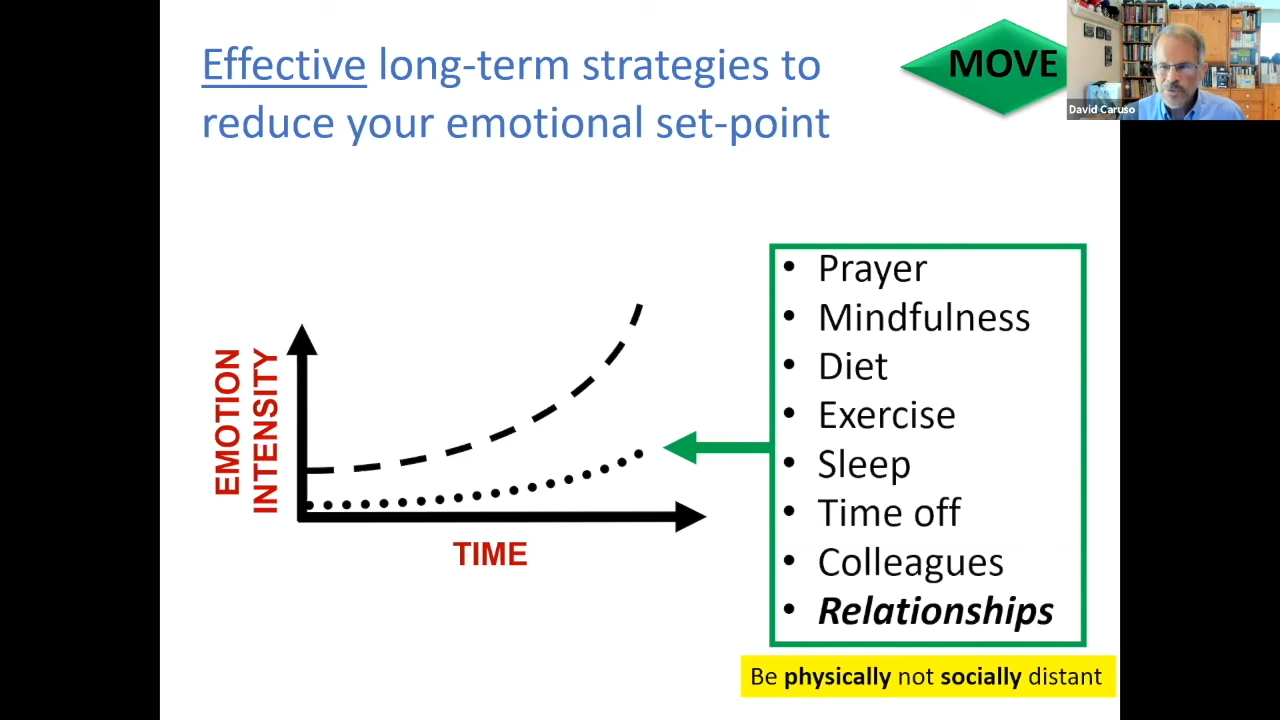 Effective long-term strategies to
reduce your emotional set-point
MOVE
David Caruso
EMOTION
INTENSITY
TIME
• Prayer
• Mindfulness
• Diet
• Exercise
• Sleep
• Time off
• Colleagues
• Relationships
Be physically not socially distant